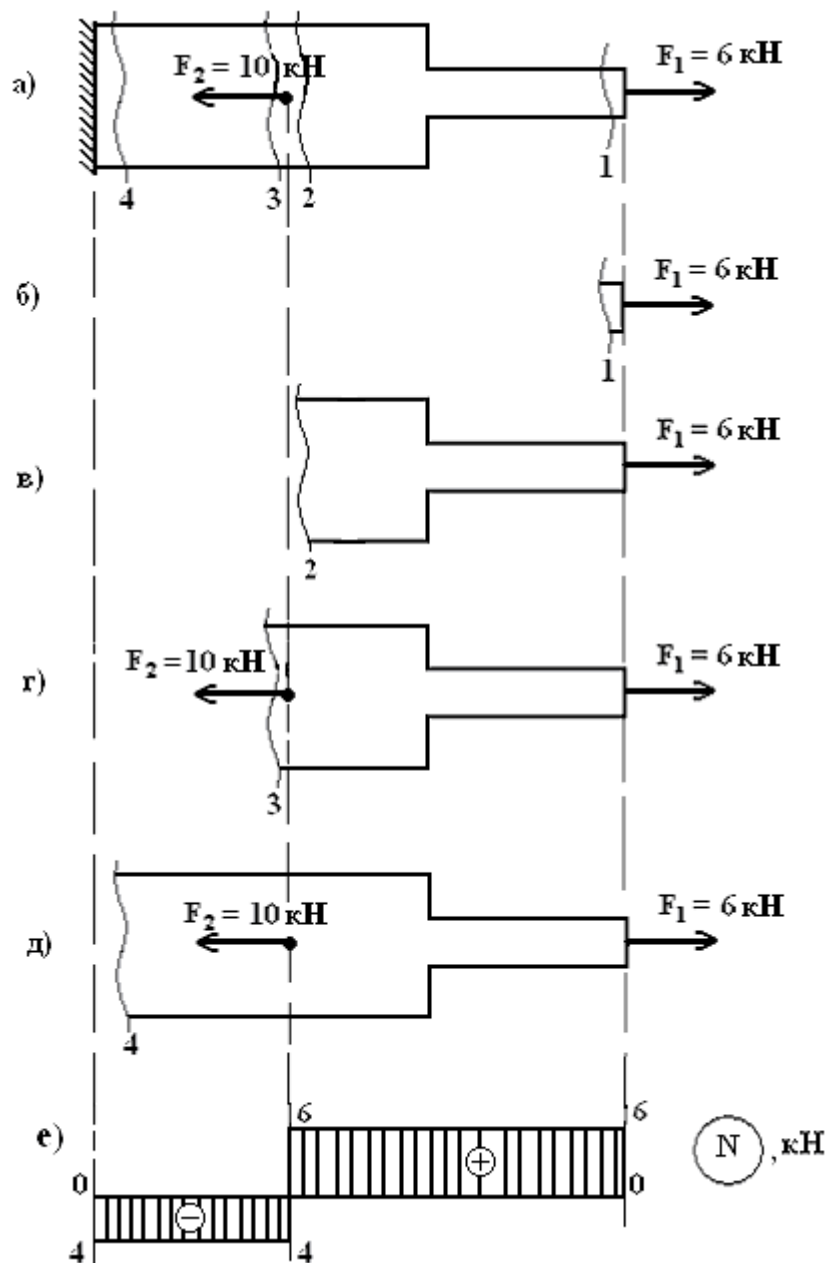 а)
F₂ = 10 кН
F₁ = 6 кН
4
3
2
1
б)
F₁ = 6 кН
1
в)
F₁ = 6 кН
2
г)
F₂ = 10 кН
F₁ = 6 кН
3
д)
F₂ = 10 кН
F₁ = 6 кН
4
е)
6
6
+
N , кН
0
0
−
4
4